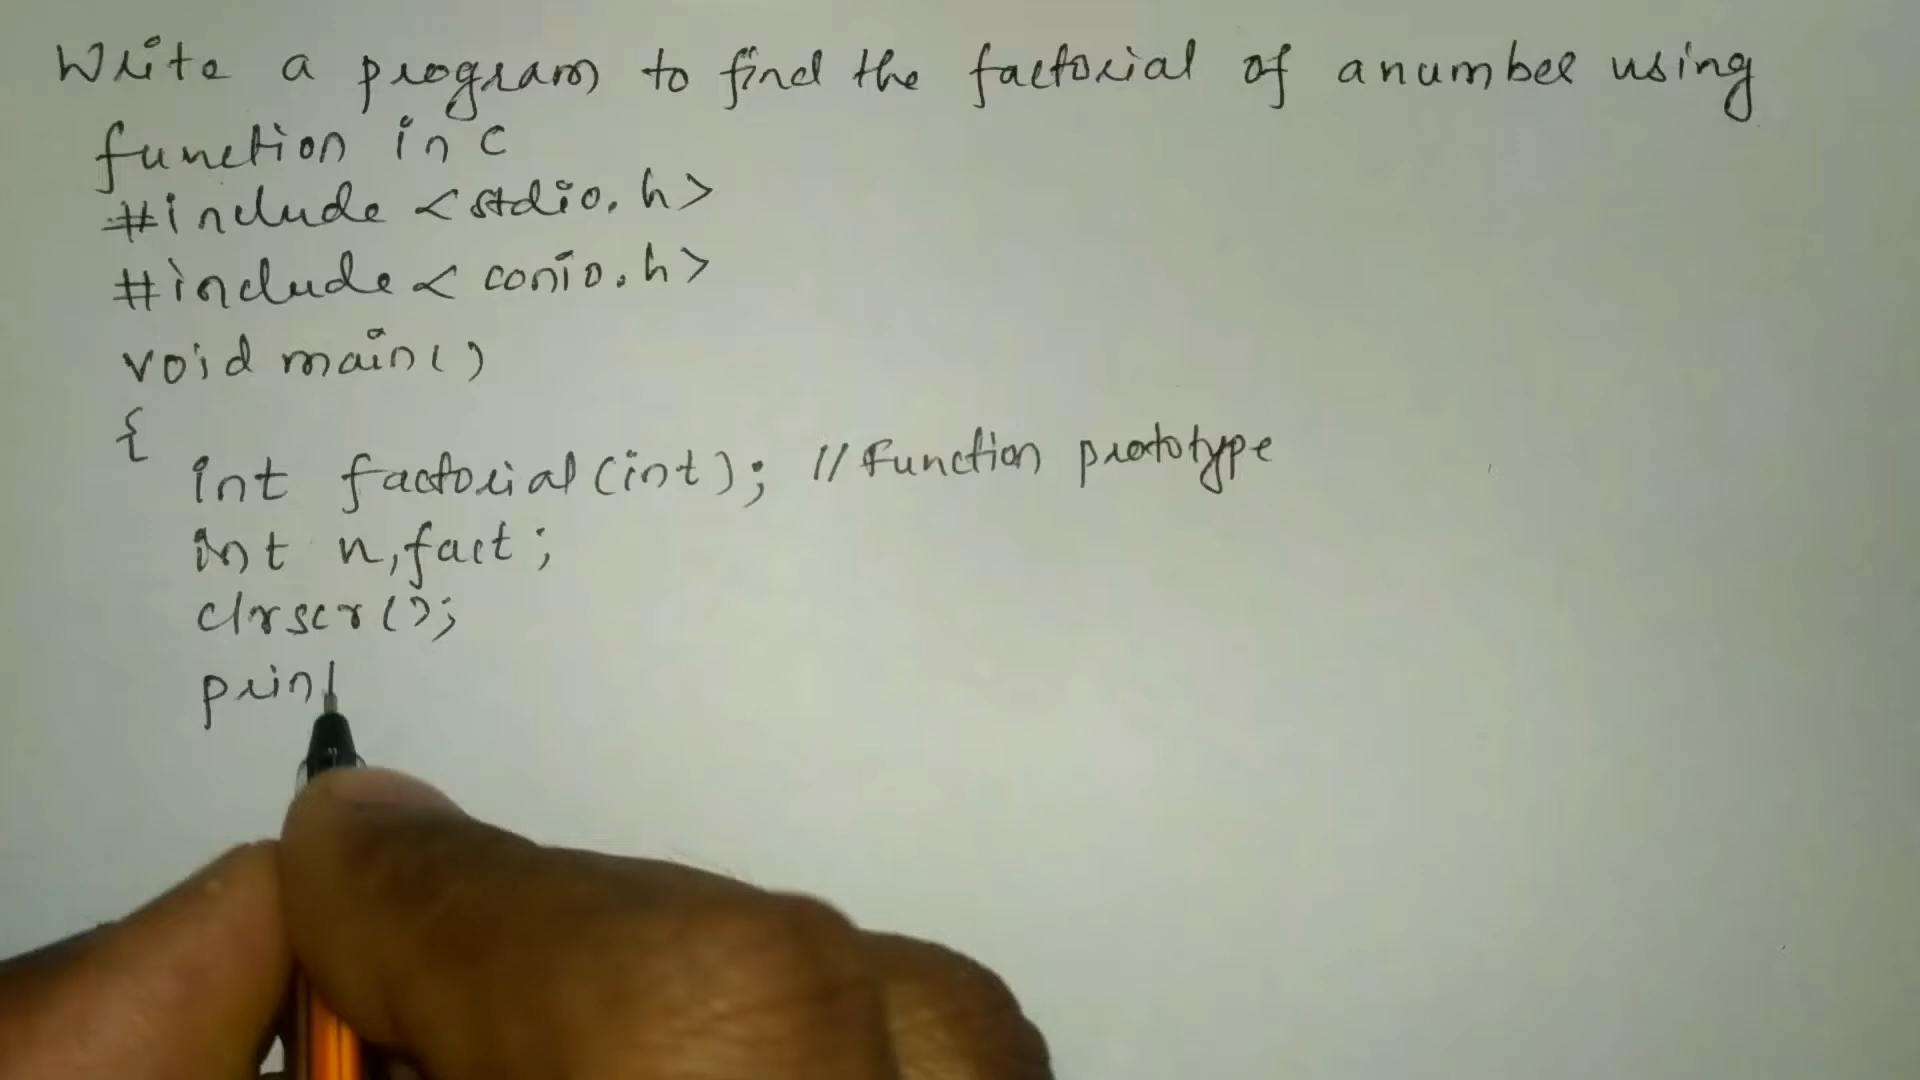 Write a program to find the factorial of a number using
function in c
#include <stdio.h>
#include < conio.h>
void main()
{
int factorial (int); // Function prototype
int n,fact;
clrscr();
prin